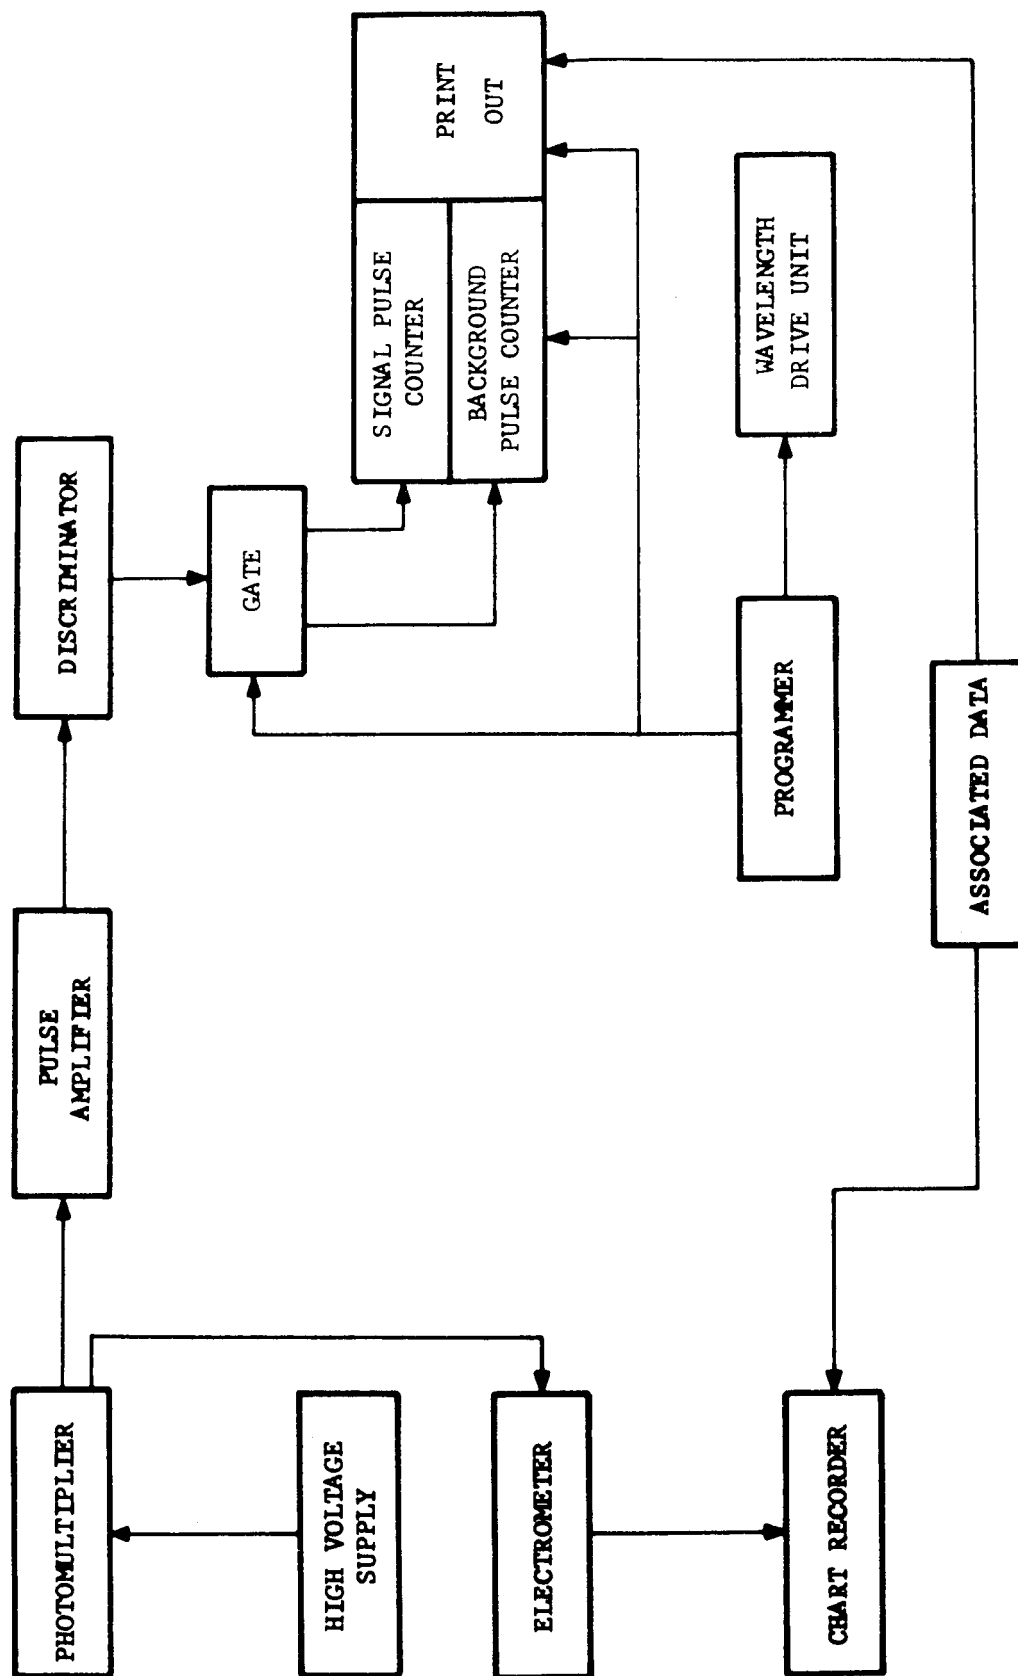 PHOTOMULTIPLIER
PULSE
AMPLIFIER
DISCRIMINATOR
GATE
HIGH VOLTAGE
SUPPLY
SIGNAL PULSE
COUNTER
BACKGROUND
PULSE COUNTER
PRINT
OUT
ELECTROMETER
PROGRAMMER
WAVELENGTH
DRIVE UNIT
CHART RECORDER
ASSOCIATED DATA